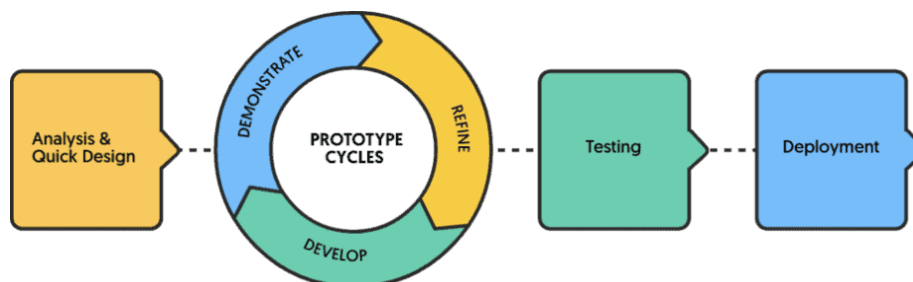 Analysis &
Quick Design
DEMONSTRATE
REFINE
DEVELOP
PROTOTYPE
CYCLES
Testing
Deployment